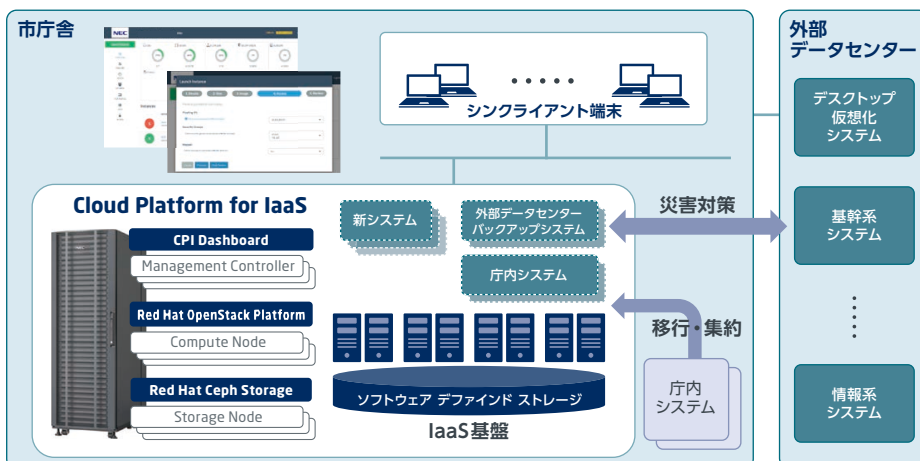 市庁舎
NEC
Launch Instance
シンクライアント端末
外部
データセンター
デスクトップ
仮想化
システム
基幹系
システム
情報系
システム
災害対策
Cloud Platform for IaaS
CPI Dashboard
Management Controller
Red Hat OpenStack Platform
Compute Node
Red Hat Ceph Storage
Storage Node
新システム
外部データセンター
バックアップシステム
庁内システム
ソフトウェア デファインド ストレージ
IaaS基盤
移行・集約
庁内
システム